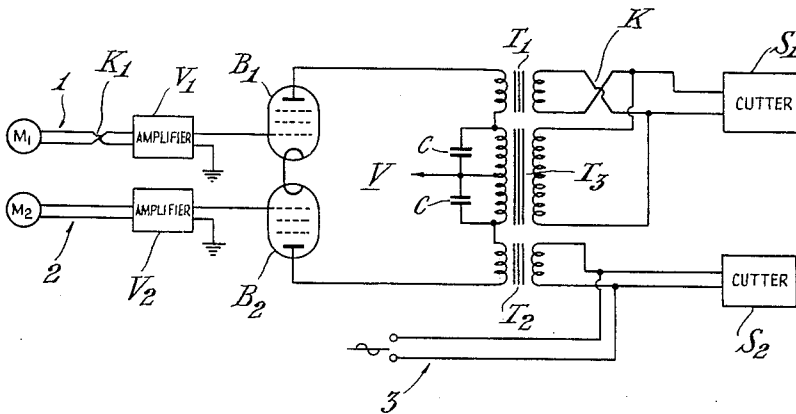 K
T1
S1
B1
V1
K1
1
CUTTER
M1
AMPLIFIER
C
V
T3
C
M2
AMPLIFIER
CUTTER
2
V2
B2
T2
S2
3